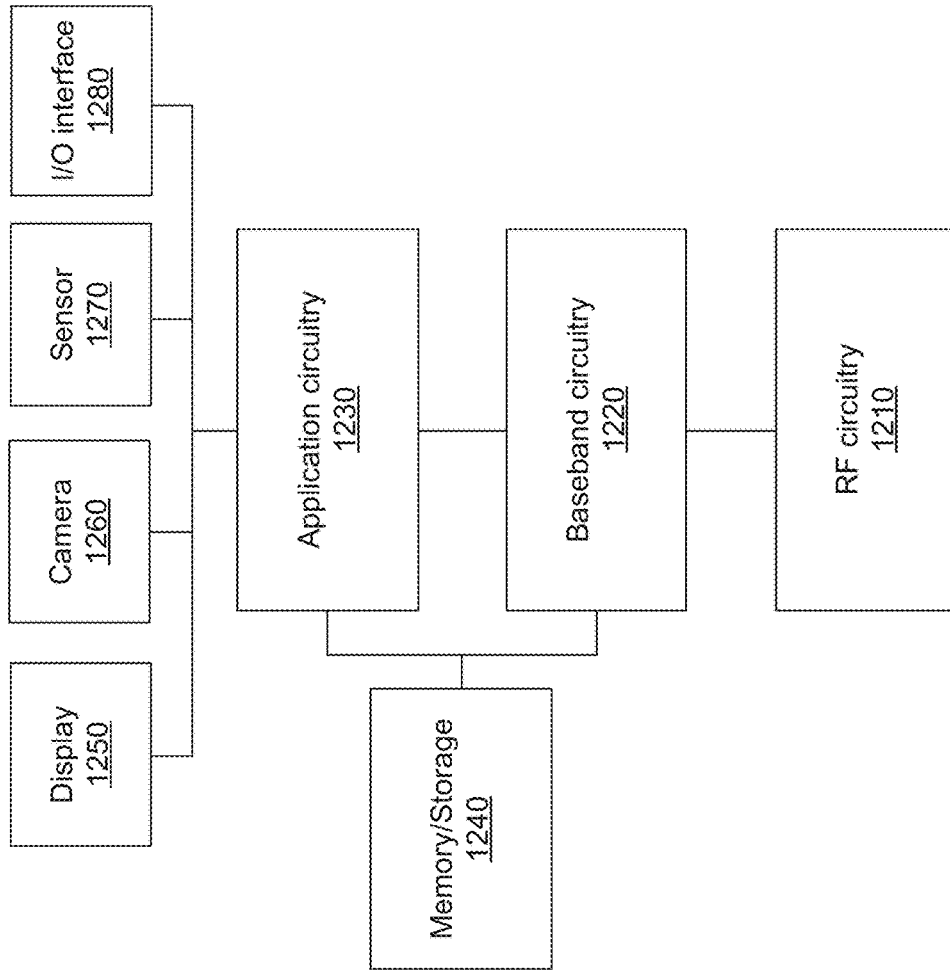 Display
1250
Camera
1260
Sensor
1270
I/O interface
1280
Application circuitry
1230
Memory/Storage
1240
Baseband circuitry
1220
RF circuitry
1210